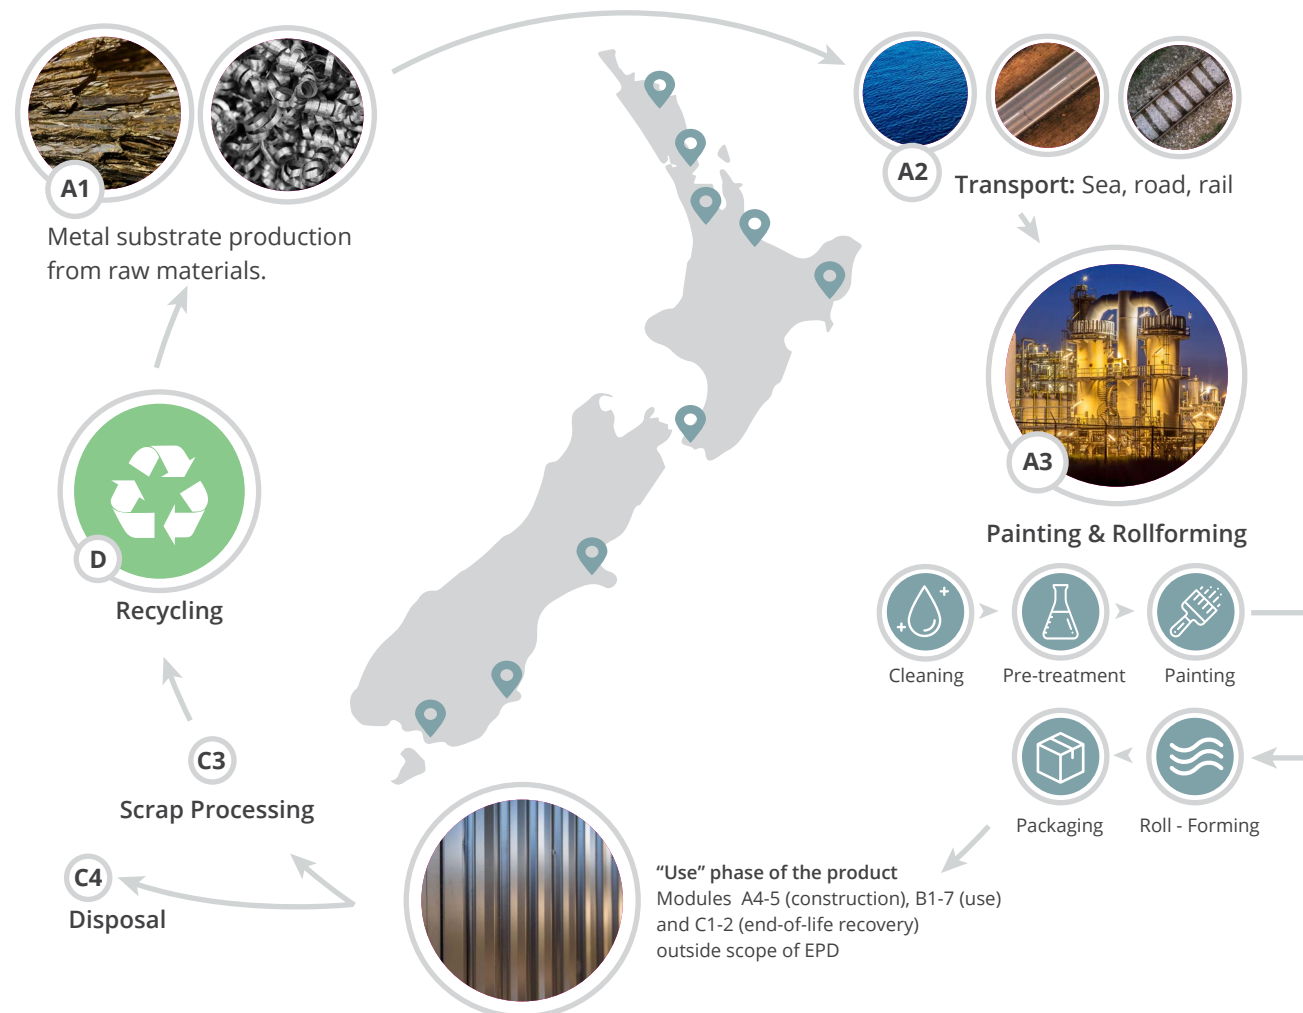 A1
Metal substrate production
from raw materials.
A2
Transport: Sea, road, rail
A3
Painting & Rollforming
Cleaning
Pre-treatment
Painting
Roll - Forming
Packaging
“Use” phase of the product
Modules A4-5 (construction), B1-7 (use)
and C1-2 (end-of-life recovery)
outside scope of EPD
C4
Disposal
C3
Scrap Processing
D
Recycling